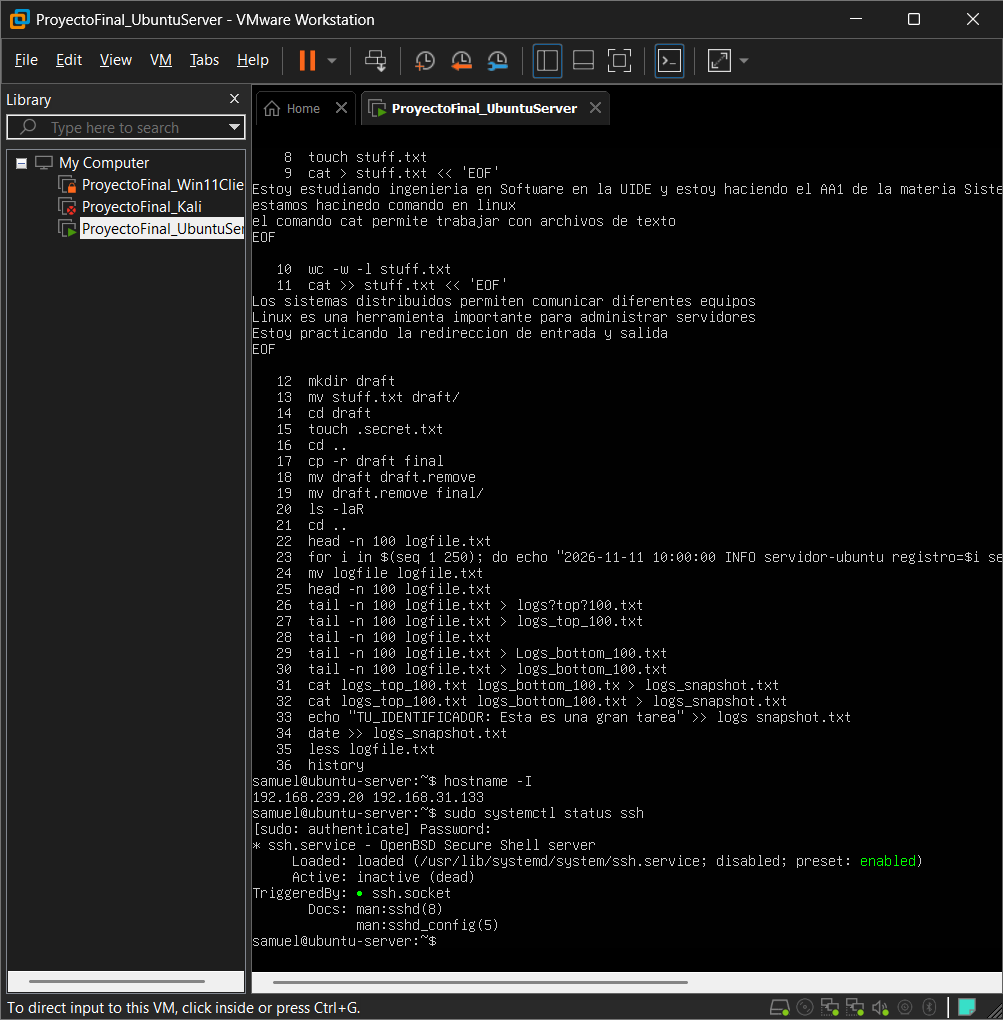 ProyectoFinal_UbuntuServer - VMware Workstation
File Edit View VM Tabs Help
Library
Home
ProyectoFinal_UbuntuServer
Type here to search
My Computer
ProyectoFinal_Win11Clie
ProyectoFinal_Kali
ProyectoFinal_UbuntuSer
8 touch stuff.txt
9 cat > stuff.txt << 'EOF'
Estoy estudiando ingenieria en Software en la UIDE y estoy haciendo el AA1 de la materia Siste
estamos hacinedo comando en linux
el comando cat permite trabajar con archivos de texto
EOF
10 wc -w -l stuff.txt
11 cat >> stuff.txt << 'EOF'
Los sistemas distribuidos permiten comunicar diferentes equipos
Linux es una herramienta importante para administrar servidores
Estoy practicando la redireccion de entrada y salida
EOF
12 mkdir draft
13 mv stuff.txt draft/
14 cd draft
15 touch .secret.txt
16 cd ..
17 cp -r draft final
18 mv draft draft.remove
19 mv draft.remove final/
20 ls -laR
21 cd ..
22 head -n 100 logfile.txt
23 for i in $(seq 1 250); do echo "2026-11-11 10:00:00 INFO servidor-ubuntu registro=$i se
24 mv logfile logfile.txt
25 head -n 100 logfile.txt
26 tail -n 100 logfile.txt > logs?top?100.txt
27 tail -n 100 logfile.txt > logs_top_100.txt
28 tail -n 100 logfile.txt
29 tail -n 100 logfile.txt > Logs_bottom_100.txt
30 tail -n 100 logfile.txt > logs_bottom_100.txt
31 cat logs_top_100.txt logs_bottom_100.tx > logs_snapshot.txt
32 cat logs_top_100.txt logs_bottom_100.txt > logs_snapshot.txt
33 echo "TU_IDENTIFICADOR: Esta es una gran tarea" >> logs snapshot.txt
34 date >> logs_snapshot.txt
35 less logfile.txt
36 history
samuel@ubuntu-server:~$ hostname -I
192.168.239.20 192.168.31.133
samuel@ubuntu-server:~$ sudo systemctl status ssh
[sudo: authenticate] Password:
* ssh.service - OpenBSD Secure Shell server
Loaded: loaded (/usr/lib/systemd/system/ssh.service; disabled; preset: enabled)
Active: inactive (dead)
TriggeredBy: ● ssh.socket
Docs: man:sshd(8)
man:sshd_config(5)
samuel@ubuntu-server:~$
To direct input to this VM, click inside or press Ctrl+G.